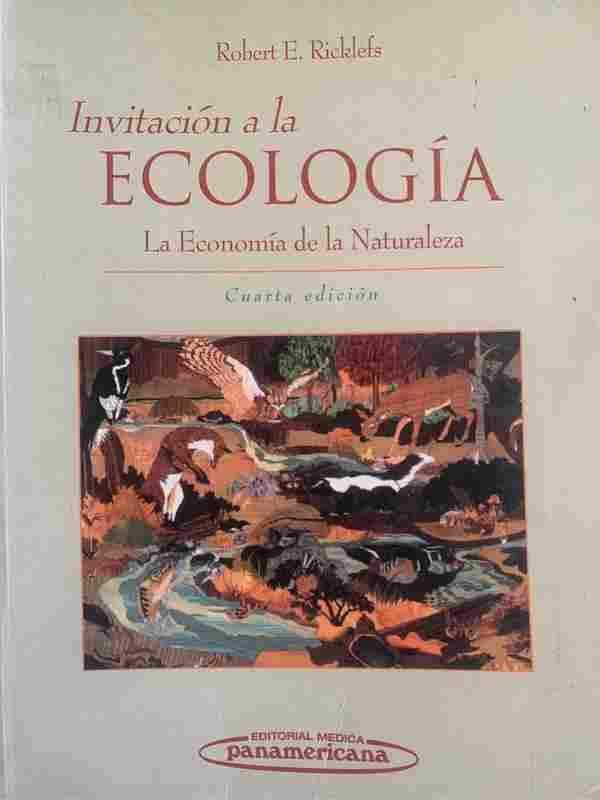 Robert E. Ricklefs
Invitación a la
ECOLOGÍA
La Economía de la Naturaleza
Cuarta edición
EDITORIAL MEDICA
panamericana